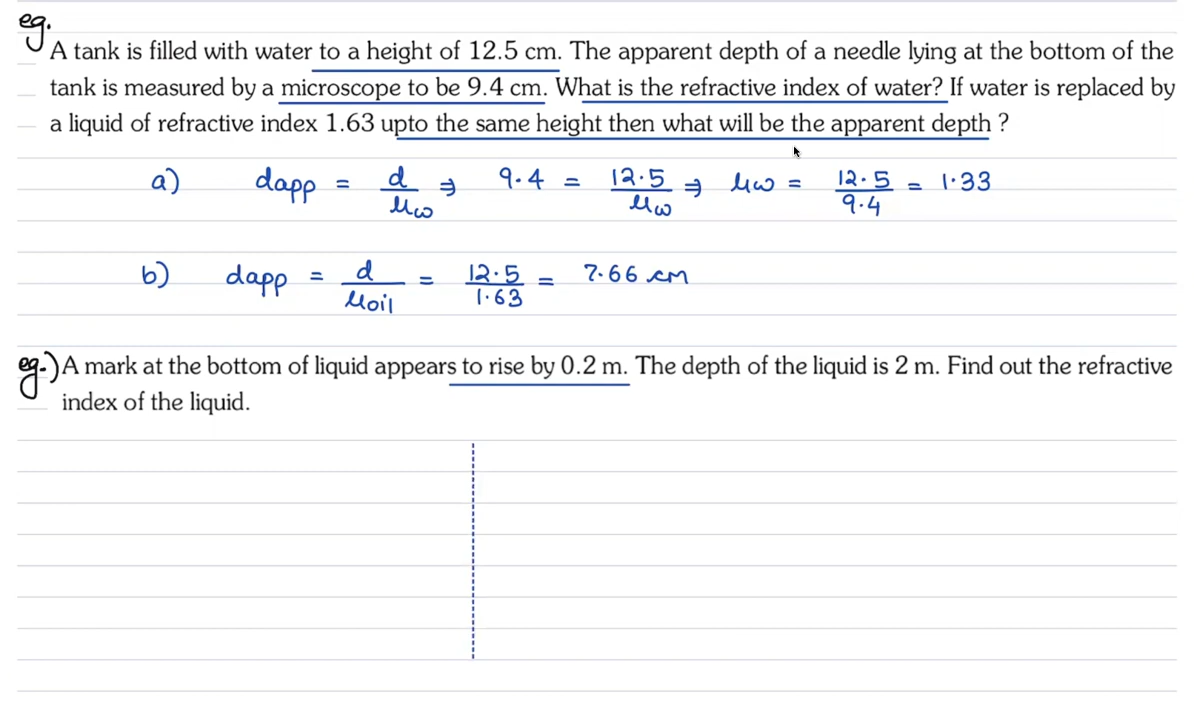 eg.
A tank is filled with water to a height of 12.5 cm. The apparent depth of a needle lying at the bottom of the
tank is measured by a microscope to be 9.4 cm. What is the refractive index of water? If water is replaced by
a liquid of refractive index 1.63 upto the same height then what will be the apparent depth ?
a) dapp = d/μw ⇒ 9.4 = 12.5/μw ⇒ μw = 12.5/9.4 = 1.33
b) dapp = d/μoil = 12.5/1.63 = 7.66 cm
eg.) A mark at the bottom of liquid appears to rise by 0.2 m. The depth of the liquid is 2 m. Find out the refractive
index of the liquid.